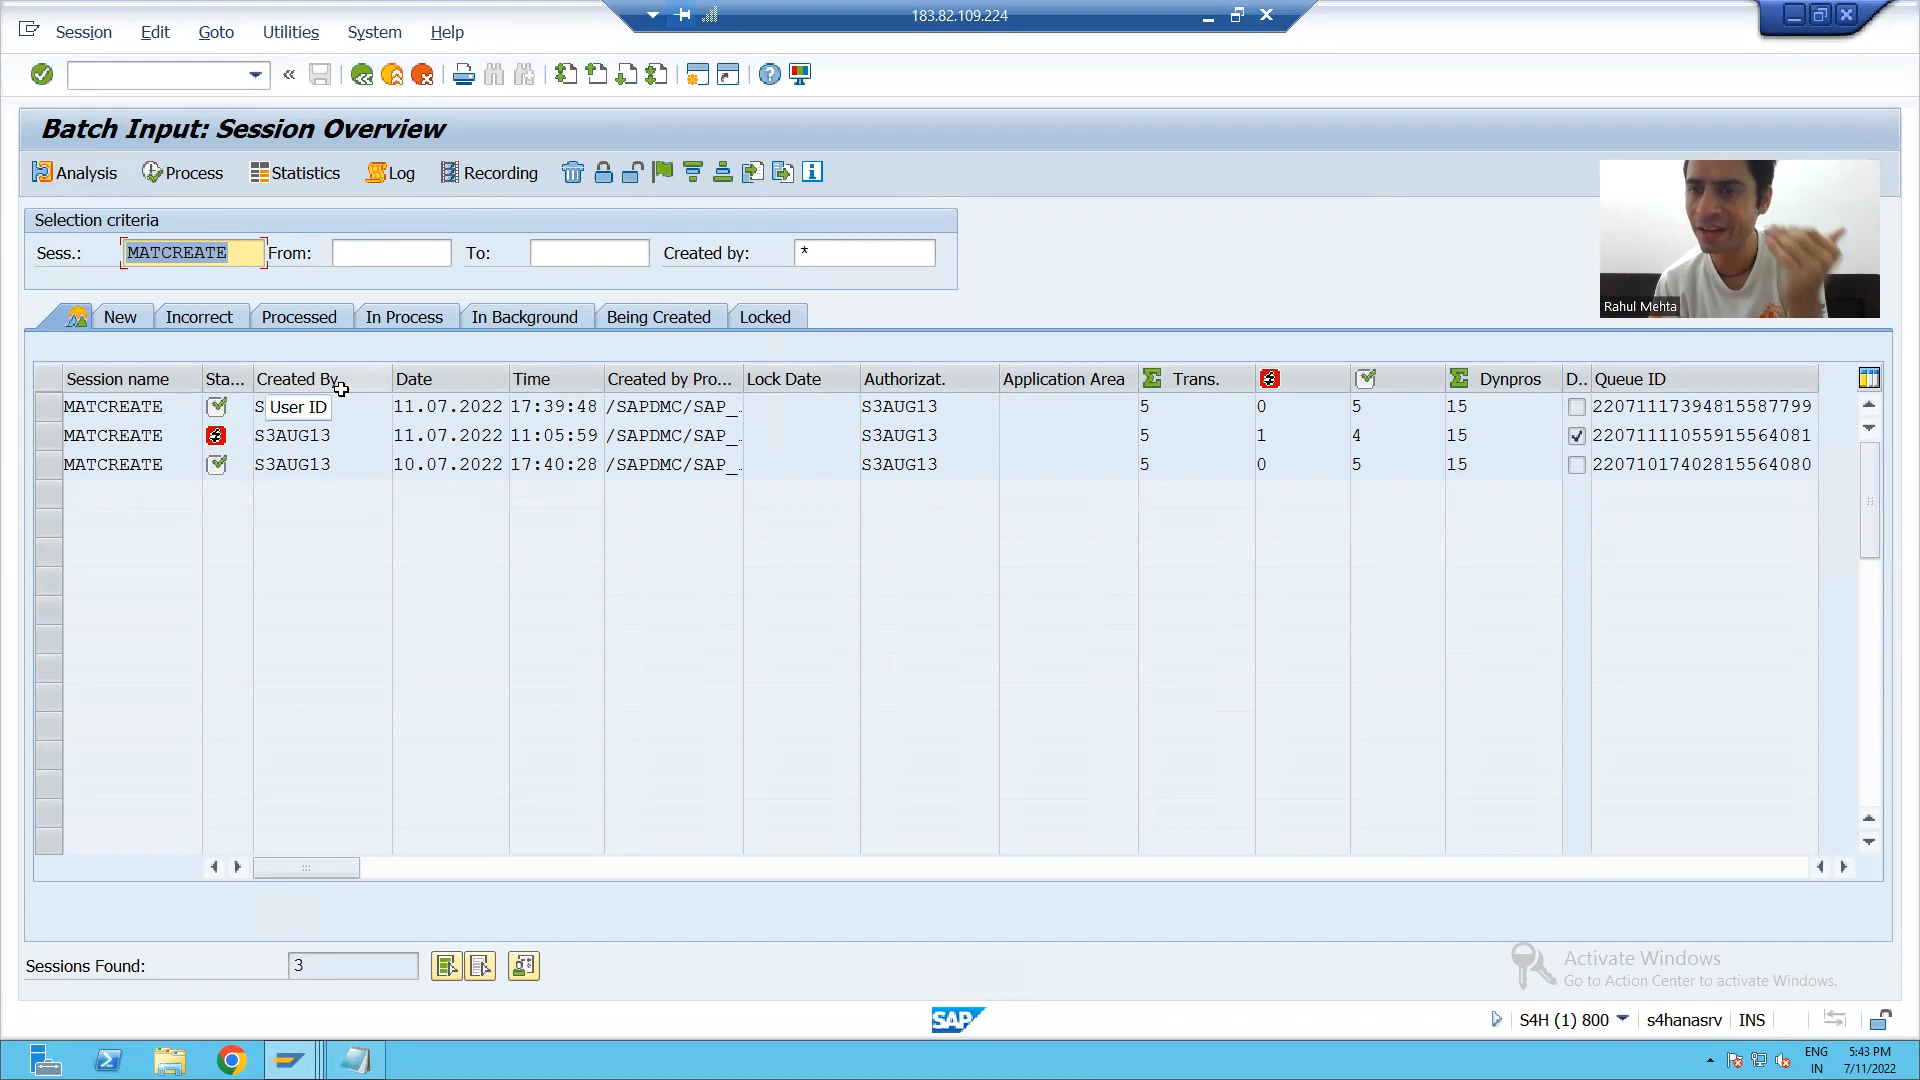 183.82.109.224
Session Edit Goto Utilities System Help
Batch Input: Session Overview
Analysis Process Statistics Log Recording
Selection criteria
Sess.: MATCREATE From: To: Created by: *
Rahul Mehta
New Incorrect Processed In Process In Background Being Created Locked
Session name Sta... Created By Date Time Created by Pro... Lock Date Authorizat. Application Area Trans. Dynpros D.. Queue ID
MATCREATE S 11.07.2022 17:39:48 /SAPDMC/SAP_. S3AUG13 5 0 5 15 22071117394815587799
User ID
MATCREATE S3AUG13 11.07.2022 11:05:59 /SAPDMC/SAP_. S3AUG13 5 1 4 15 22071111055915564081
MATCREATE S3AUG13 10.07.2022 17:40:28 /SAPDMC/SAP_. S3AUG13 5 0 5 15 22071017402815564080
Sessions Found: 3
Activate Windows
Go to Action Center to activate Windows.
SAP
S4H (1) 800 s4hanasrv INS
ENG 5:43 PM
IN 7/11/2022